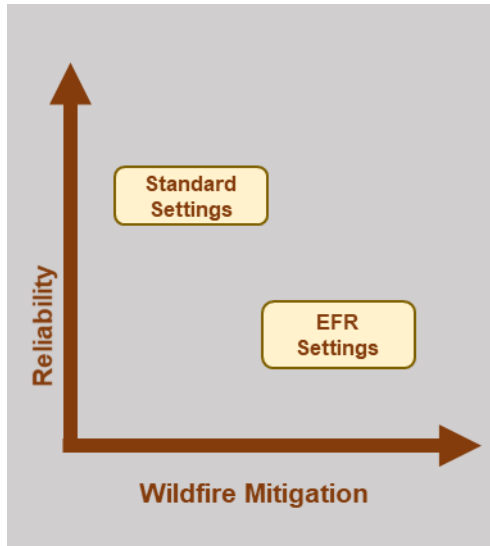 Standard
Settings
EFR
Settings
Reliability
Wildfire Mitigation